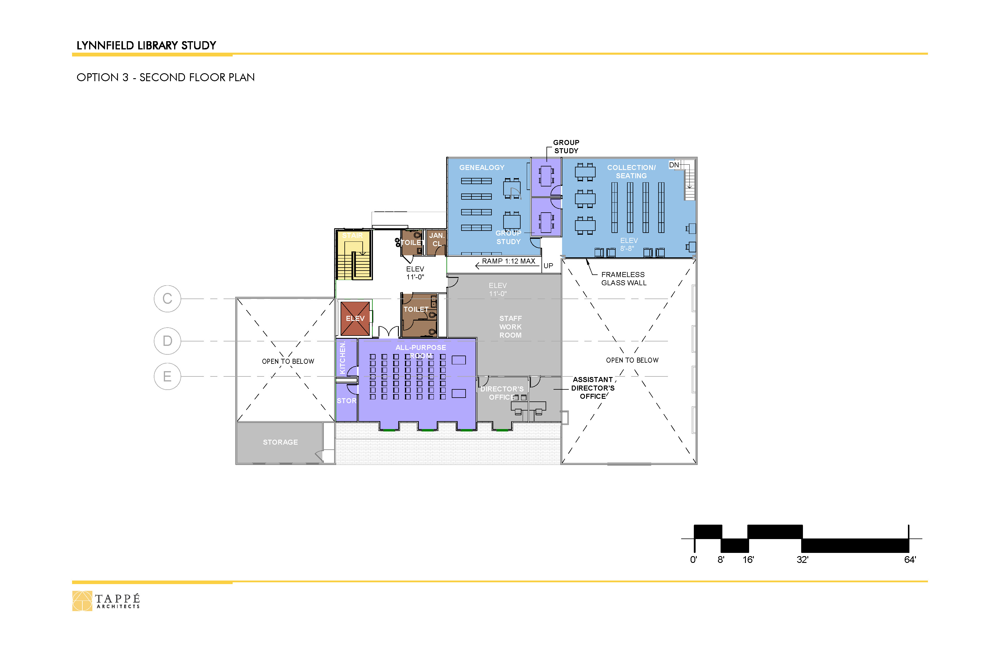 LYNNFIELD LIBRARY STUDY
OPTION 3 - SECOND FLOOR PLAN
GROUP
STUDY
GENEALOGY
COLLECTION/
SEATING
DN
STAIR
TOILET
JAN.
CL.
GROUP
STUDY
ELEV
8'-8"
RAMP 1:12 MAX
UP
ELEV
11'-0"
FRAMELESS
GLASS WALL
ELEV
11'-0"
C
TOILET
ELEV
STAFF
WORK
ROOM
D
KITCHEN.
ALL-PURPOSE
ROOM
OPEN TO BELOW
OPEN TO BELOW
E
ASSISTANT
DIRECTOR'S
OFFICE
DIRECTOR'S
OFFICE
STOR
STORAGE
0' 8' 16' 32' 64'
TAPPÉ
ARCHITECTS